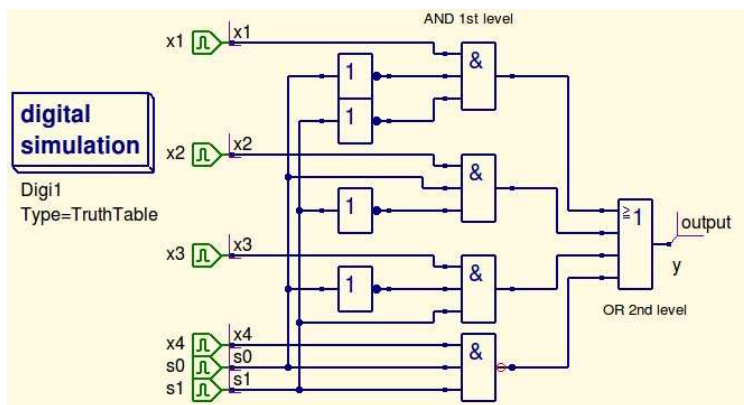 AND 1st level
x1 x1
&
1
1
digital
simulation
x2 x2
&
Digi1
Type=TruthTable
1
≥1
output
x3 x3
&
y
1
OR 2nd level
x4 x4
&
s0 s0
s1 s1